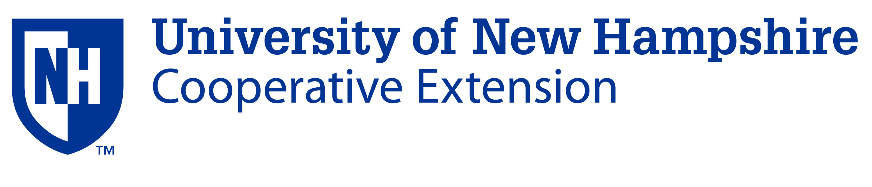 University of New Hampshire
Cooperative Extension
NH
TM